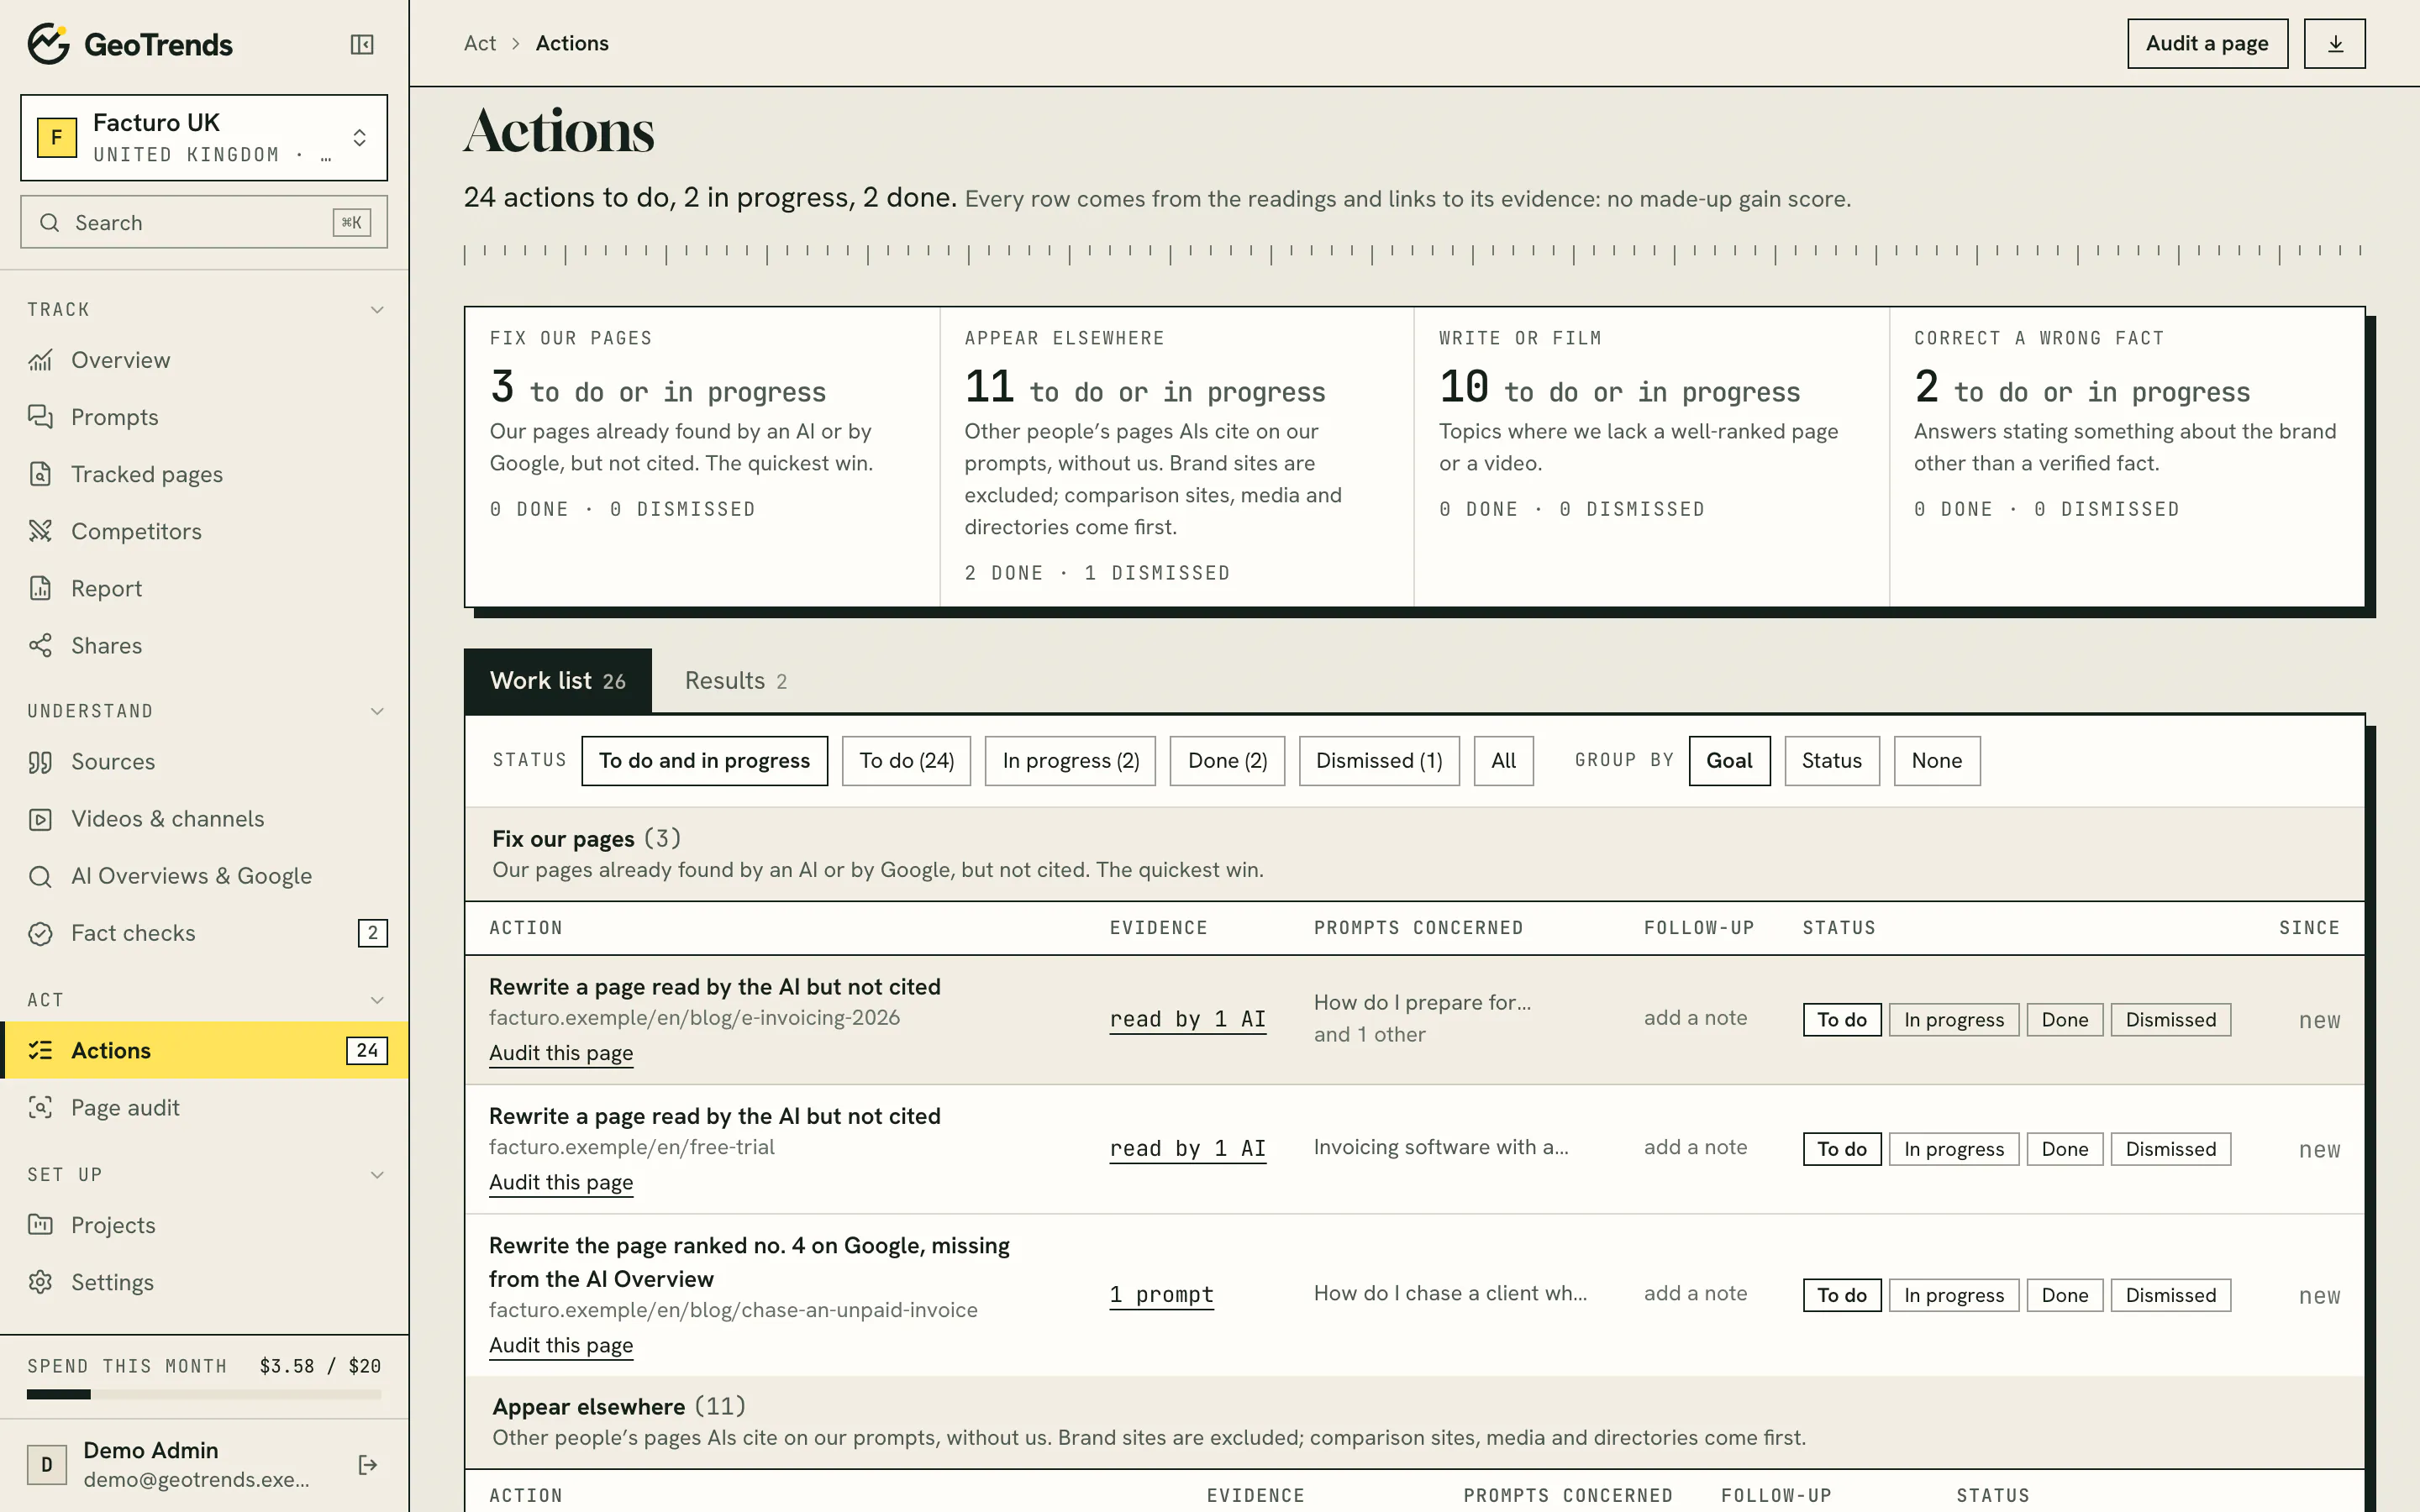 GeoTrends
F
Facturo UK
UNITED KINGDOM · …
Search
⌘K
TRACK
Overview
Prompts
Tracked pages
Competitors
Report
Shares
UNDERSTAND
Sources
Videos & channels
AI Overviews & Google
Fact checks 2
ACT
Actions 24
Page audit
SET UP
Projects
Settings
SPEND THIS MONTH $3.58 / $20
D
Demo Admin
demo@geotrends.exe…
Act > Actions
Audit a page
Actions
24 actions to do, 2 in progress, 2 done. Every row comes from the readings and links to its evidence: no made-up gain score.
FIX OUR PAGES
3 to do or in progress
Our pages already found by an AI or by
Google, but not cited. The quickest win.
0 DONE · 0 DISMISSED
APPEAR ELSEWHERE
11 to do or in progress
Other people’s pages AIs cite on our
prompts, without us. Brand sites are
excluded; comparison sites, media and
directories come first.
2 DONE · 1 DISMISSED
WRITE OR FILM
10 to do or in progress
Topics where we lack a well-ranked page
or a video.
0 DONE · 0 DISMISSED
CORRECT A WRONG FACT
2 to do or in progress
Answers stating something about the brand
other than a verified fact.
0 DONE · 0 DISMISSED
Work list 26 Results 2
STATUS To do and in progress To do (24) In progress (2) Done (2) Dismissed (1) All GROUP BY Goal Status None
Fix our pages (3)
Our pages already found by an AI or by Google, but not cited. The quickest win.
ACTION EVIDENCE PROMPTS CONCERNED FOLLOW-UP STATUS SINCE
Rewrite a page read by the AI but not cited
facturo.exemple/en/blog/e-invoicing-2026
Audit this page
read by 1 AI
How do I prepare for…
and 1 other
add a note
To do In progress Done Dismissed
new
Rewrite a page read by the AI but not cited
facturo.exemple/en/free-trial
Audit this page
read by 1 AI
Invoicing software with a…
add a note
To do In progress Done Dismissed
new
Rewrite the page ranked no. 4 on Google, missing
from the AI Overview
facturo.exemple/en/blog/chase-an-unpaid-invoice
Audit this page
1 prompt
How do I chase a client wh…
add a note
To do In progress Done Dismissed
new
Appear elsewhere (11)
Other people’s pages AIs cite on our prompts, without us. Brand sites are excluded; comparison sites, media and directories come first.
ACTION EVIDENCE PROMPTS CONCERNED FOLLOW-UP STATUS